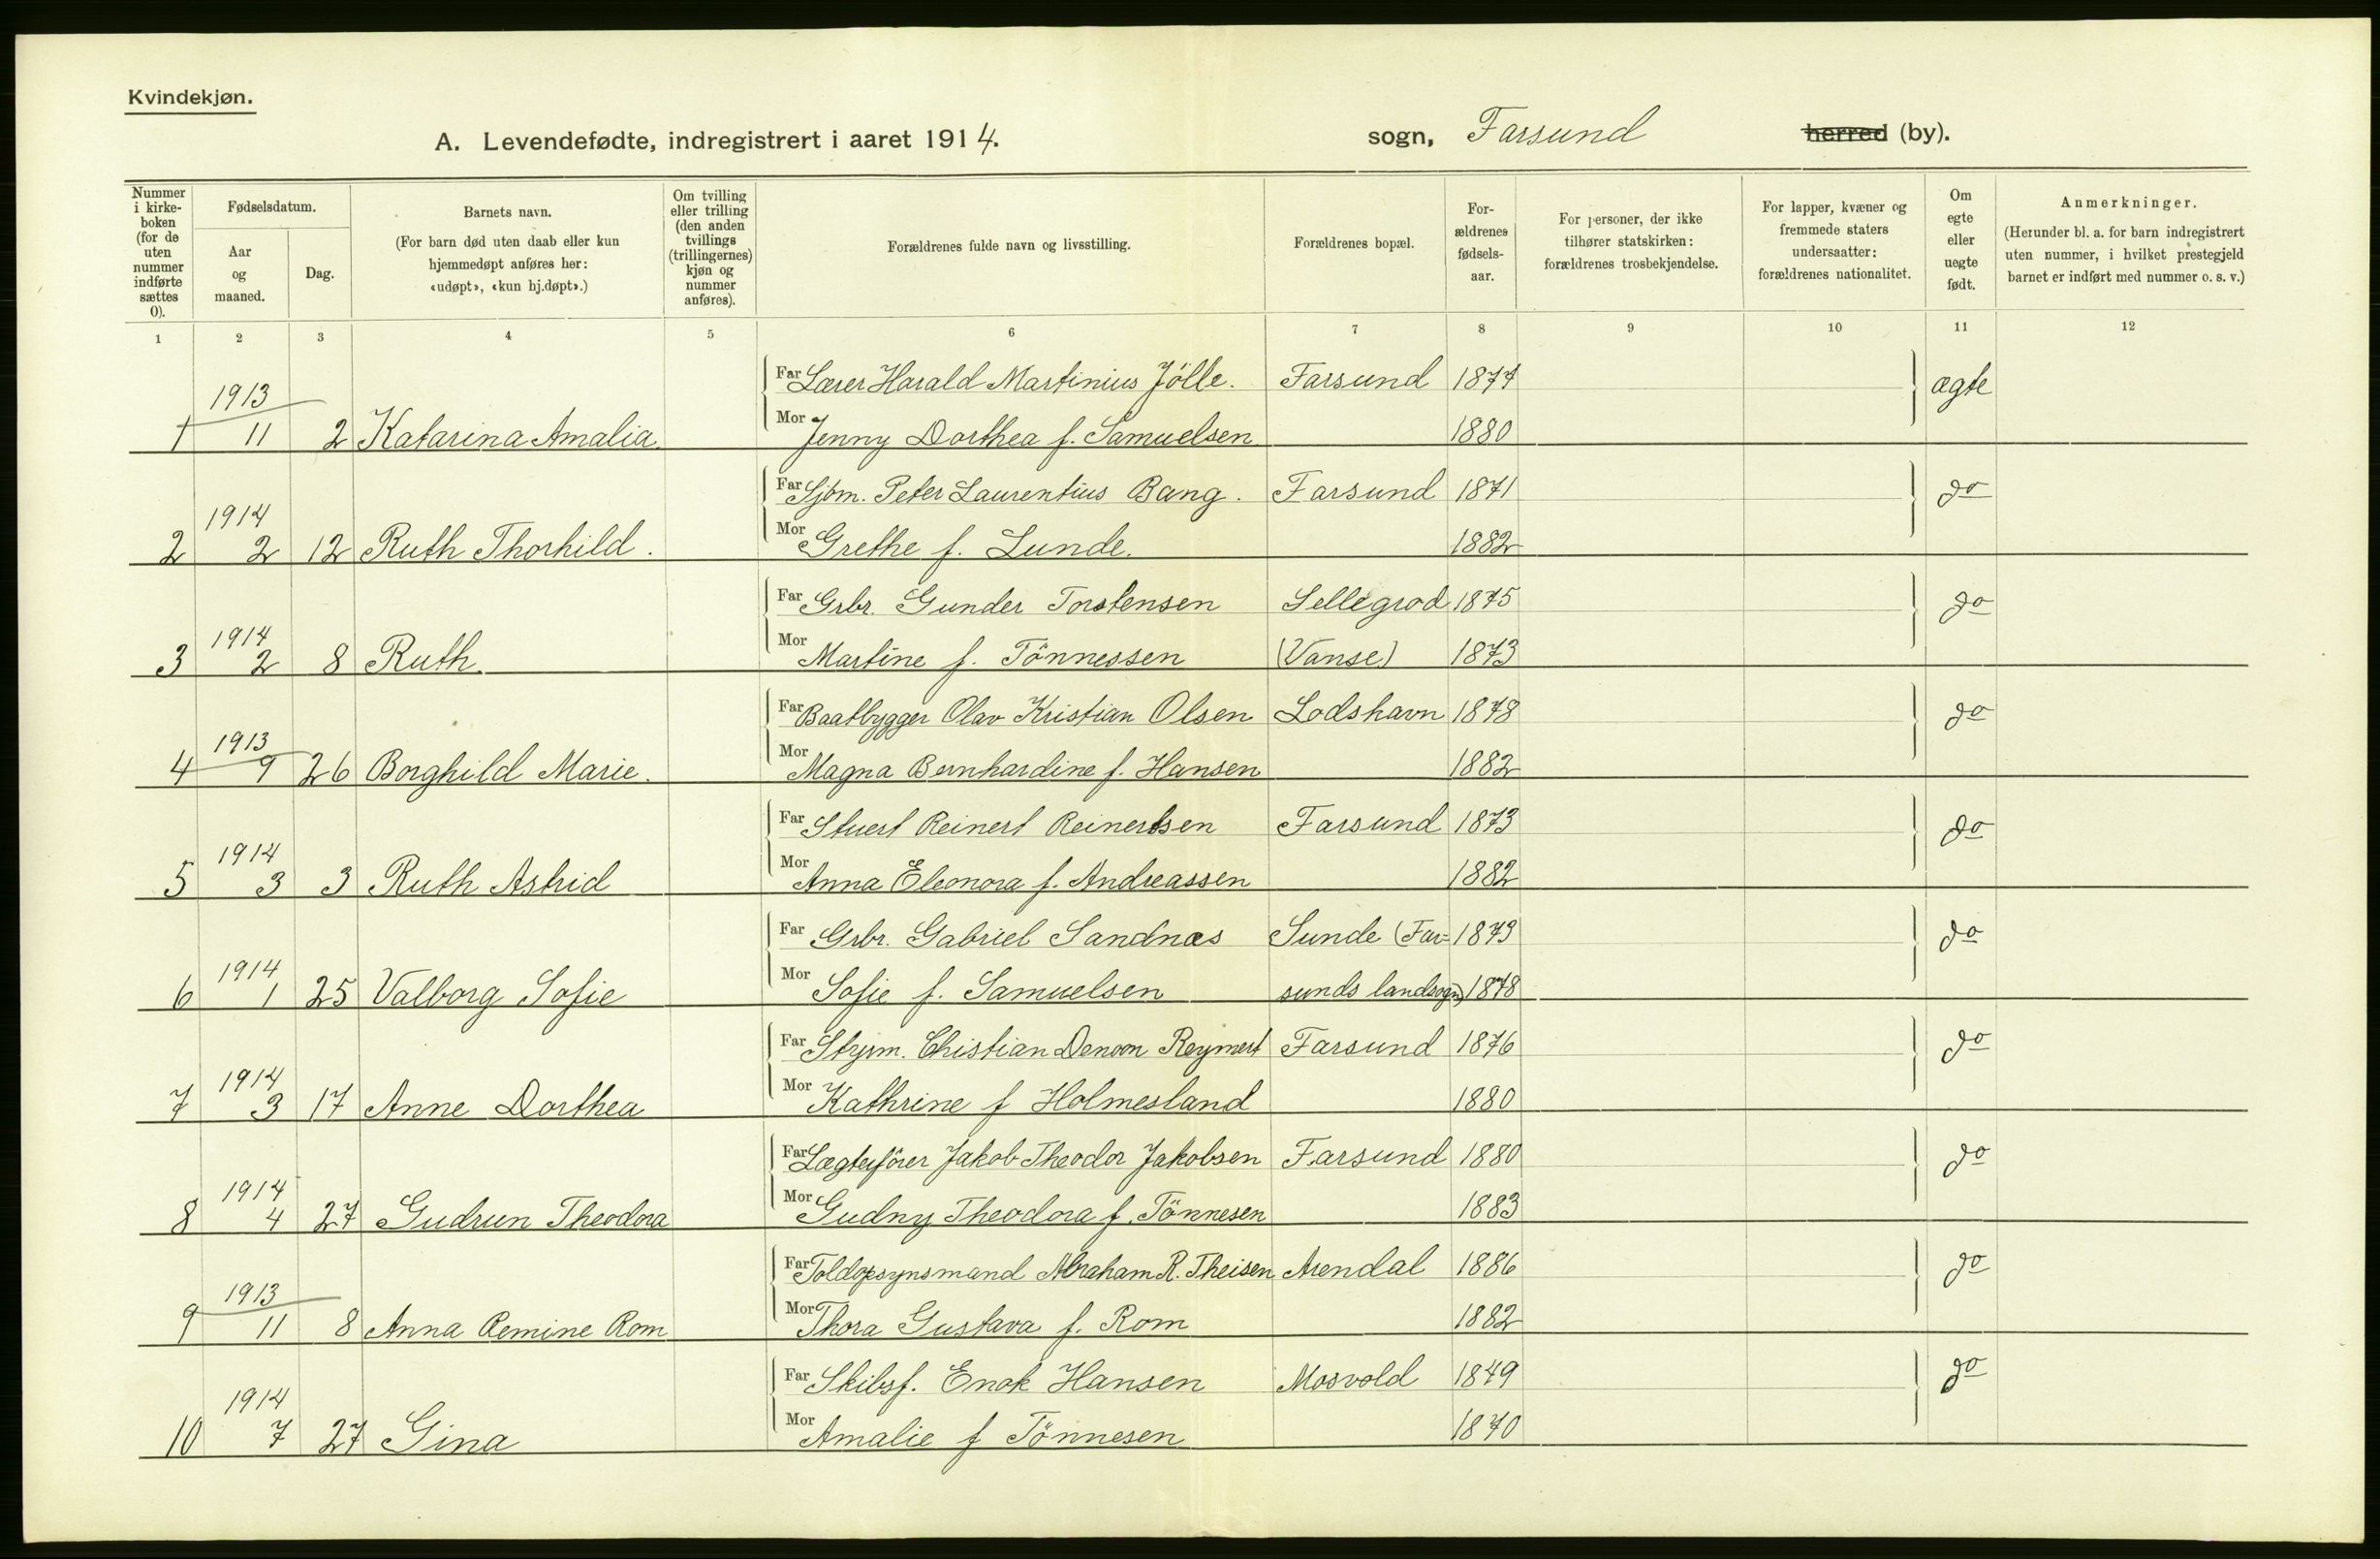 Kvindekjøn.
A. Levendefødte, indregistrert i aaret 1914. sogn, Farsund herred (by).
Nummer i kirkeboken (for de uten nummer indførte sættes 0).
Fødselsdatum.
Aar og maaned.
Dag.
Barnets navn.
(For barn død uten daab eller kun hjemmedøpt anføres her: «udøpt», «kun hj.døpt».)
Om tvilling eller trilling (den anden tvillings (trillingernes) kjøn og nummer anføres).
Forældrenes fulde navn og livsstilling.
Forældrenes bopæl.
For-ældrenes fødsels-aar.
For personer, der ikke tilhører statskirken: forældrenes trosbekjendelse.
For lapper, kvæner og fremmede staters undersaatter: forældrenes nationalitet.
Om egte eller uegte født.
Anmerkninger.
(Herunder bl. a. for barn indregistrert uten nummer, i hvilket prestegjeld barnet er indført med nummer o. s. v.)
1 2 3 4 5 6 7 8 9 10 11 12
Far Lærer Harald Martinius Jölle. Farsund 1874 ægte
1913
1 11 2 Katarina Amalia. Mor Jenny Dorthea f. Samuelsen 1880
Far Sjøm. Peter Laurentius Bang. Farsund 1871 do
1914
2 2 12 Ruth Thorhild. Mor Grethe f. Lunde. 1882
Far Grbr. Gunder Torstensen Sellegrod 1875 do
1914
3 2 8 Ruth Mor Martine f. Tönnessen (Vanse) 1873
Far Baatbygger Olav Kristian Olsen Lodshavn 1878 do
1913
4 9 26 Borghild Marie. Mor Magna Bernhardine f. Hansen 1882
Far Stuert Reinert Reinertsen Farsund 1873 do
1914
5 3 3 Ruth Astrid Mor Anna Eleonora f. Andreassen 1882
Far Grbr. Gabriel Sandnæs Sunde (Far= 1879 do
1914
6 1 25 Valborg Sofie Mor Sofie f. Samuelsen sunds landsogn) 1878
Far Styrm. Christian Denoon Reymert Farsund 1876 do
1914
7 3 17 Anne Dorthea Mor Kathrine f Holmesland 1880
Far Lægterförer Jakob Theodor Jakobsen Farsund 1880 do
1914
8 4 27 Gudrun Theodora Mor Gudny Theodora f. Tönnesen 1883
Far Toldopsynsmand Abraham R. Theisen Arendal 1886 do
1913
9 11 8 Anna Remine Rom Mor Thora Gustava f. Rom 1882
Far Skibsf. Enok Hansen Mosvold 1849 do
1914
10 7 27 Gina Mor Amalie f Tönnesen 1870